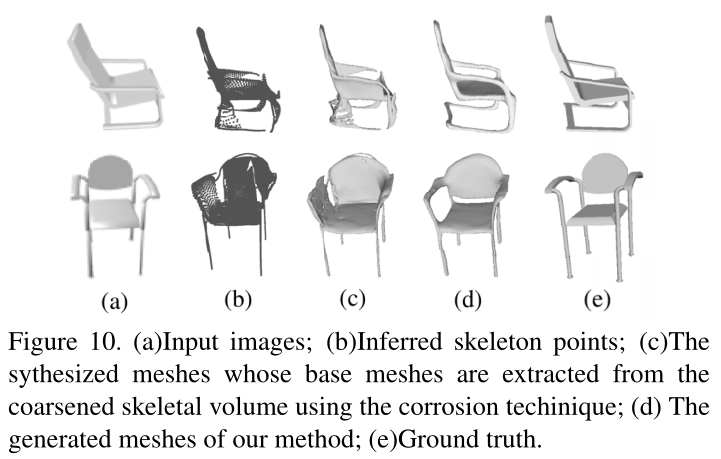 (a) (b) (c) (d) (e)
Figure 10. (a)Input images; (b)Inferred skeleton points; (c)The
sythesized meshes whose base meshes are extracted from the
coarsened skeletal volume using the corrosion techinique; (d) The
generated meshes of our method; (e)Ground truth.